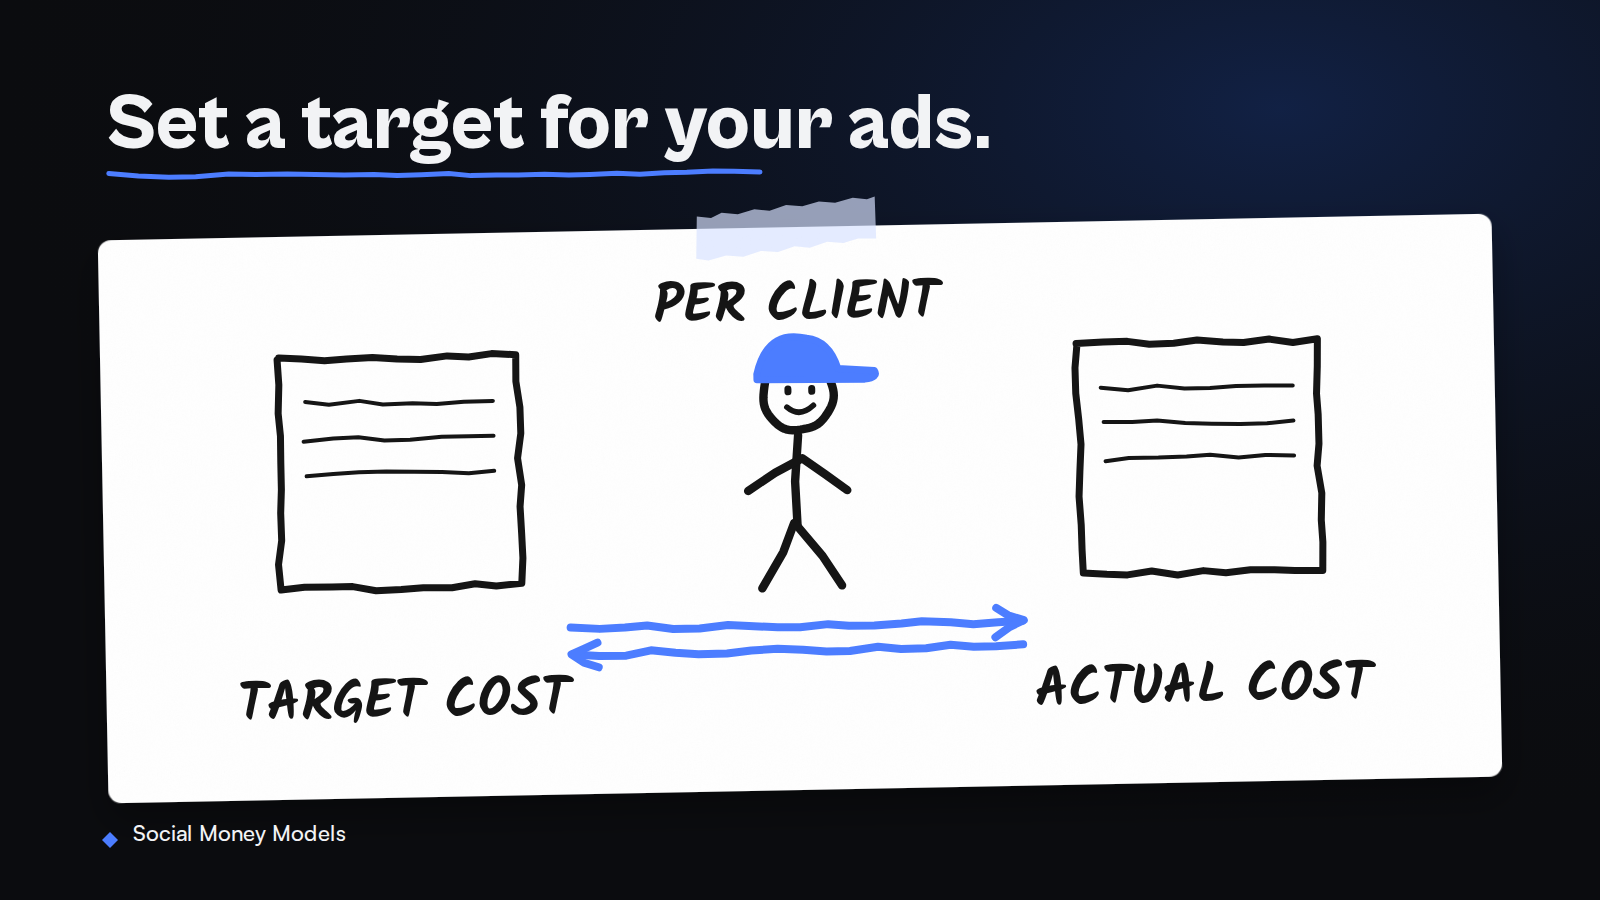 Set a target for your ads.
PER CLIENT
TARGET COST
ACTUAL COST
Social Money Models